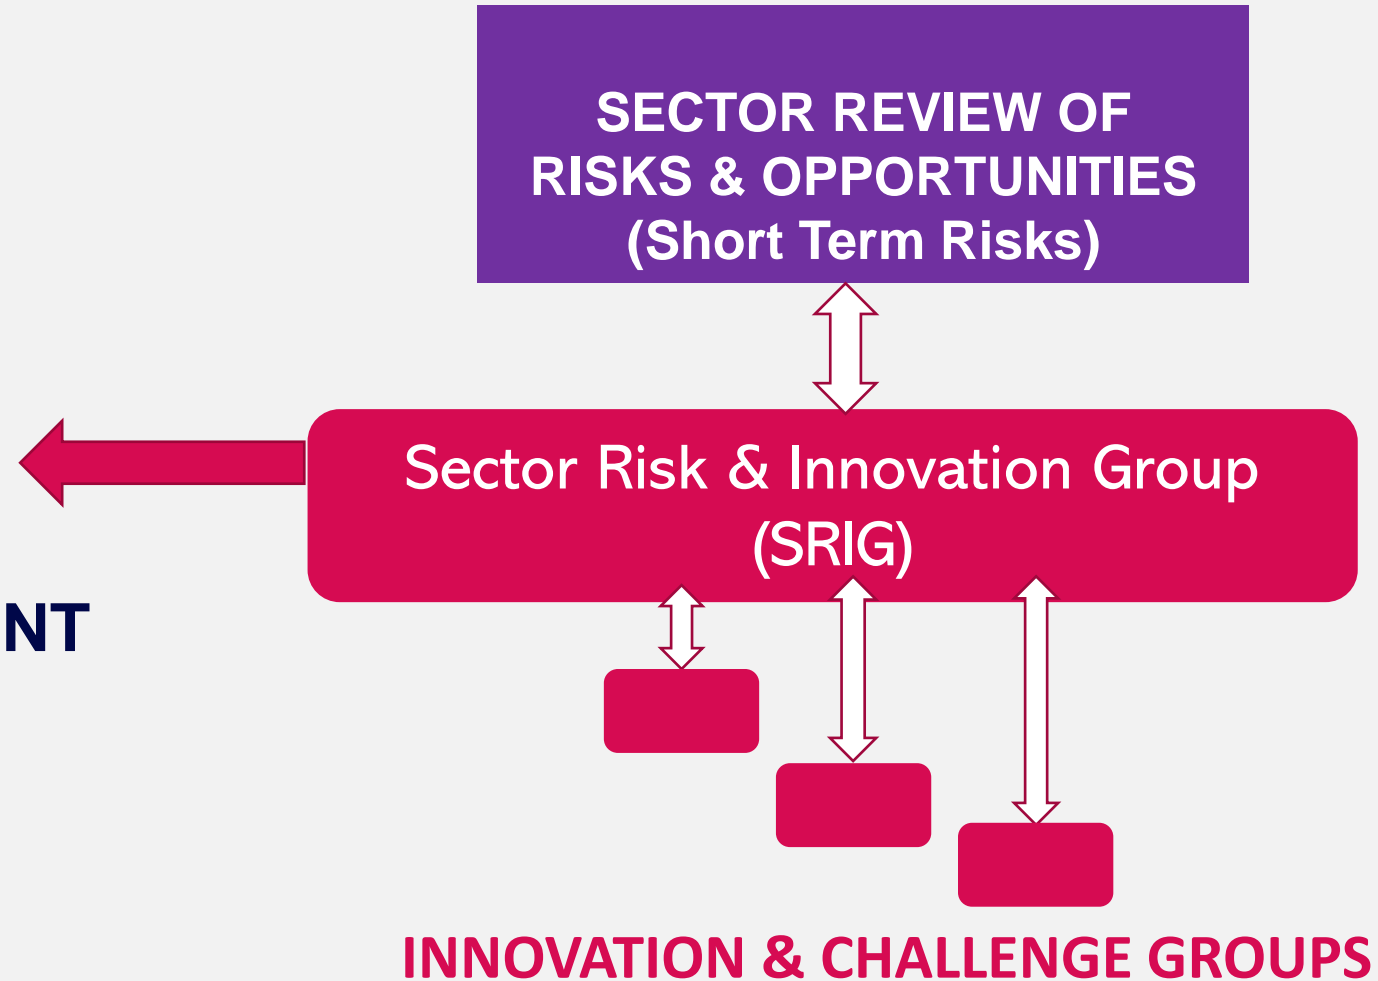 SECTOR REVIEW OF
RISKS & OPPORTUNITIES
(Short Term Risks)
Sector Risk & Innovation Group
(SRIG)
NT
INNOVATION & CHALLENGE GROUPS